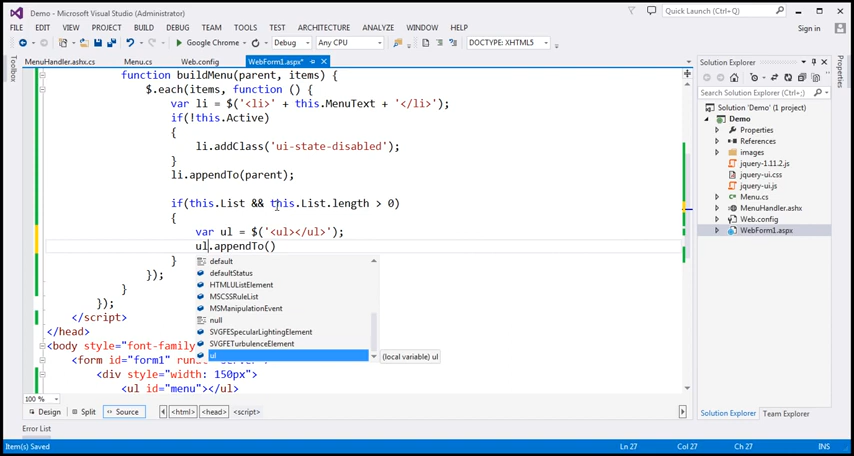 Demo - Microsoft Visual Studio (Administrator)
Quick Launch (Ctrl+Q)
FILE EDIT VIEW PROJECT BUILD DEBUG TEAM SQL TOOLS TEST ARCHITECTURE ANALYZE WINDOW HELP
Sign in
Google Chrome Debug Any CPU DOCTYPE: XHTML5
Toolbox
MenuHandler.ashx.cs Menu.cs Web.config WebForm1.aspx*
function buildMenu(parent, items) {
$.each(items, function () {
var li = $('<li>' + this.MenuText + '</li>');
if(!this.Active)
{
li.addClass('ui-state-disabled');
}
li.appendTo(parent);
if(this.List && this.List.length > 0)
{
var ul = $('<ul></ul>');
ul.appendTo()
}
default
defaultStatus
HTMLUListElement
MSCSSRuleList
MSManipulationEvent
null
SVGFESpecularLightingElement
SVGFETurbulenceElement
ul
(local variable) ul
});
}
});
</script>
</head>
<body style="font-family
<form id="form1" run
<div style="width: 150px">
<ul id="menu"></ul>
100 %
Design Split Source <html> <head> <script>
Error List
Item(s) Saved
Ln 27 Col 27 Ch 27 INS
Solution Explorer
Search Solution Explorer (Ctrl+;)
Solution 'Demo' (1 project)
Demo
Properties
References
images
jquery-1.11.2.js
jquery-ui.css
jquery-ui.js
Menu.cs
MenuHandler.ashx
Web.config
WebForm1.aspx
Solution Explorer Team Explorer
Properties